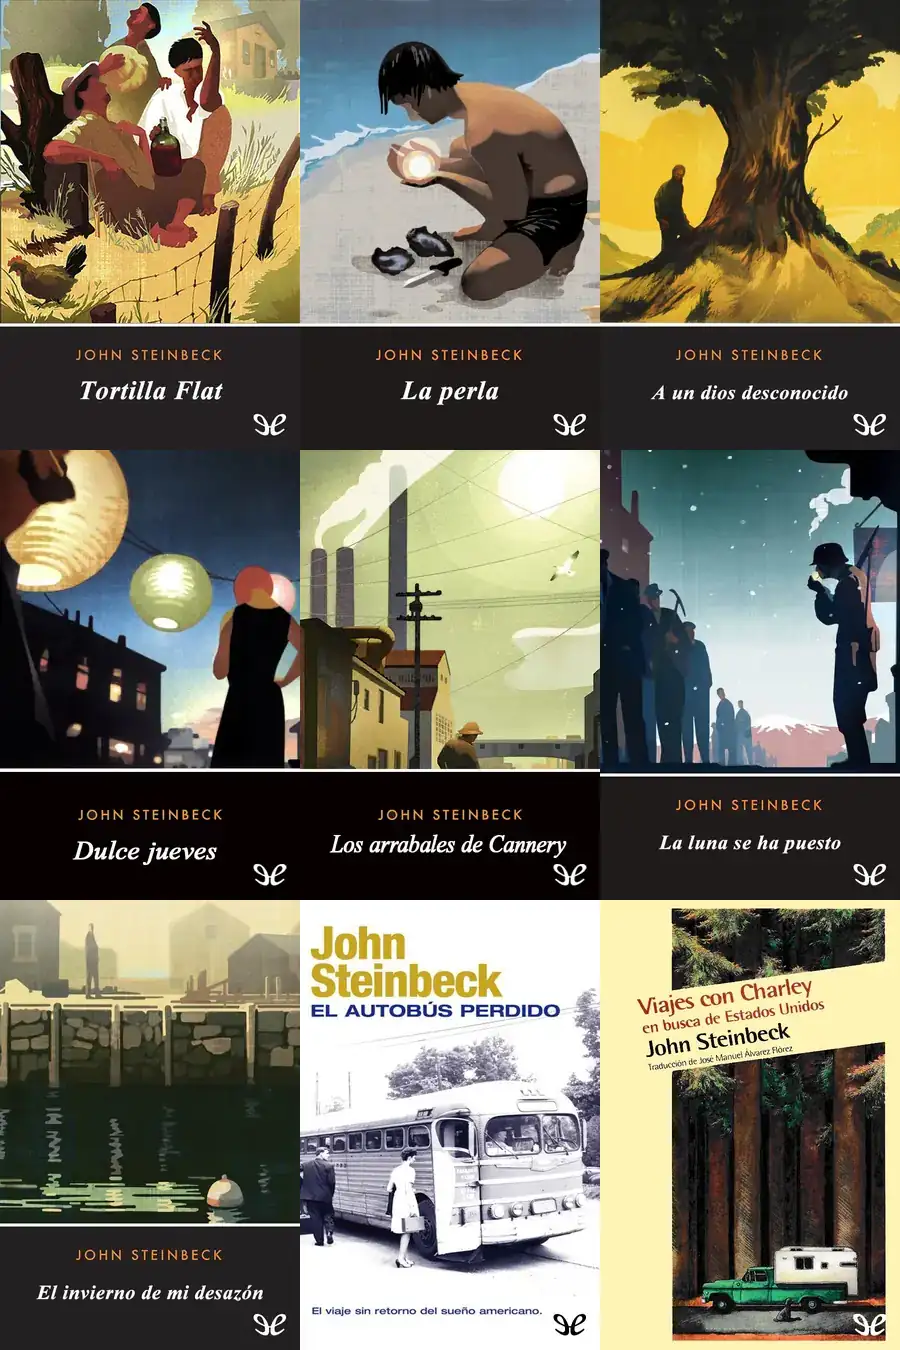 JOHN STEINBECK
Tortilla Flat
JOHN STEINBECK
La perla
JOHN STEINBECK
A un dios desconocido
JOHN STEINBECK
Dulce jueves
JOHN STEINBECK
Los arrabales de Cannery
JOHN STEINBECK
La luna se ha puesto
JOHN STEINBECK
El invierno de mi desazón
John
Steinbeck
EL AUTOBÚS PERDIDO
El viaje sin retorno del sueño americano.
Viajes con Charley
en busca de Estados Unidos
John Steinbeck
Traducción de José Manuel Álvarez Flórez